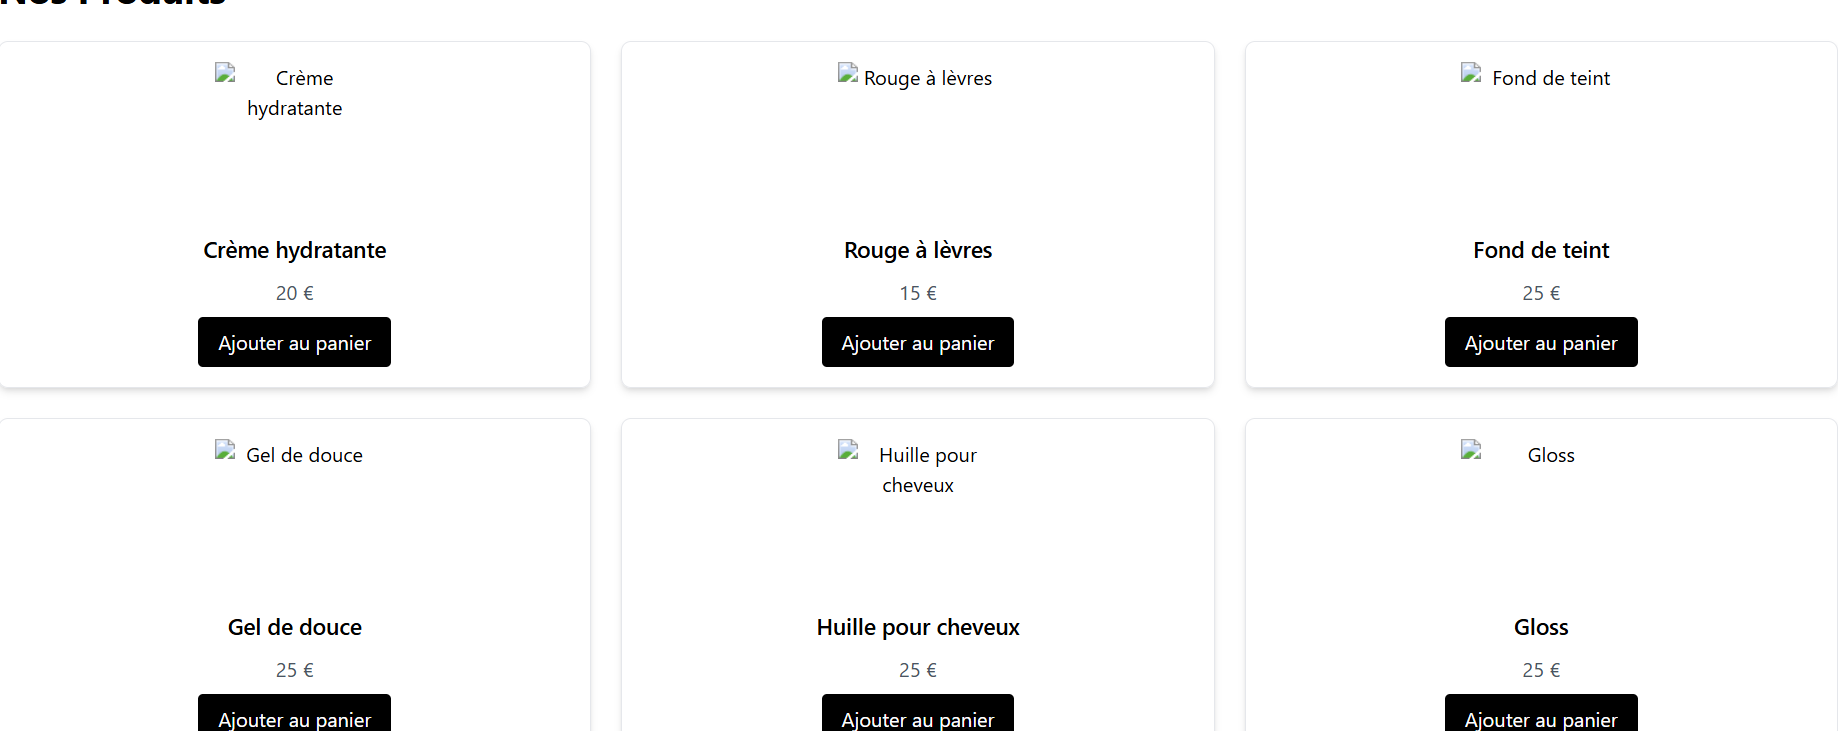 Nos Produits
Crème
hydratante
Rouge à lèvres
Fond de teint
Crème hydratante
Rouge à lèvres
Fond de teint
20 €
15 €
25 €
Ajouter au panier
Ajouter au panier
Ajouter au panier
Gel de douce
Huille pour
cheveux
Gloss
Gel de douce
Huille pour cheveux
Gloss
25 €
25 €
25 €
Ajouter au panier
Ajouter au panier
Ajouter au panier